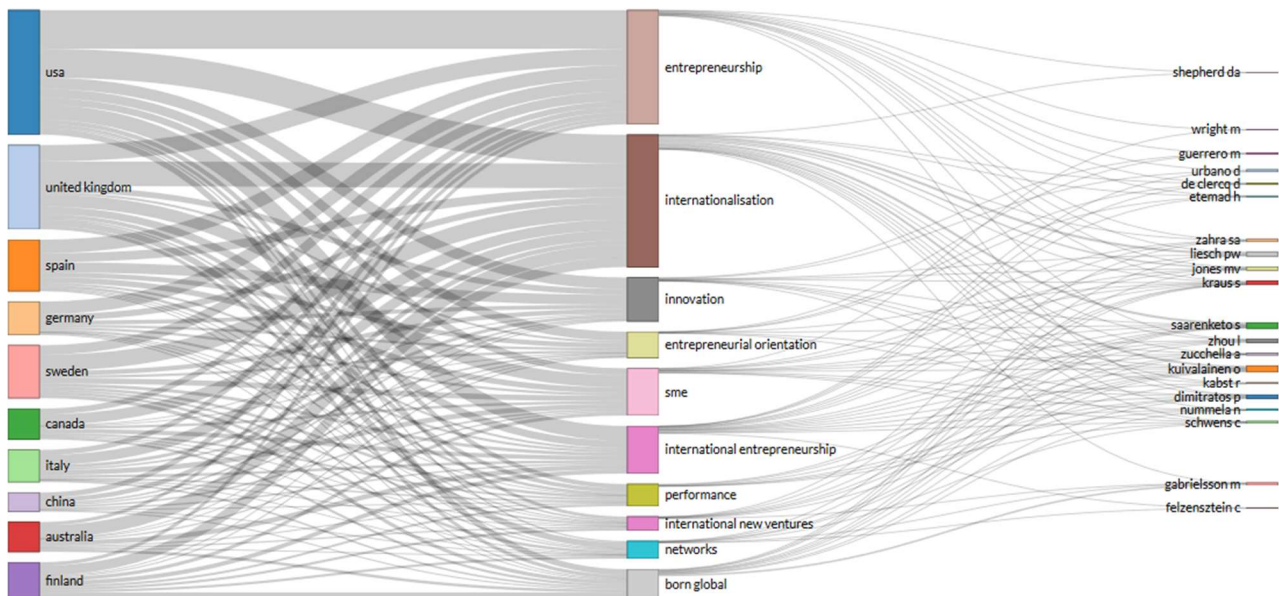 usa
united kingdom
spain
germany
sweden
canada
italy
china
australia
finland
entrepreneurship
internationalisation
innovation
entrepreneurial orientation
sme
international entrepreneurship
performance
international new ventures
networks
born global
shepherd da
wright m
guerrero m
urbano d
de clercq d
etemad h
zahra sa
liesch pw
jones mv
kraus s
saarenketo s
zhou l
zucchella a
kuivalainen o
kabst r
dimitratos p
nummela n
schwens c
gabrielsson m
felzensztein c